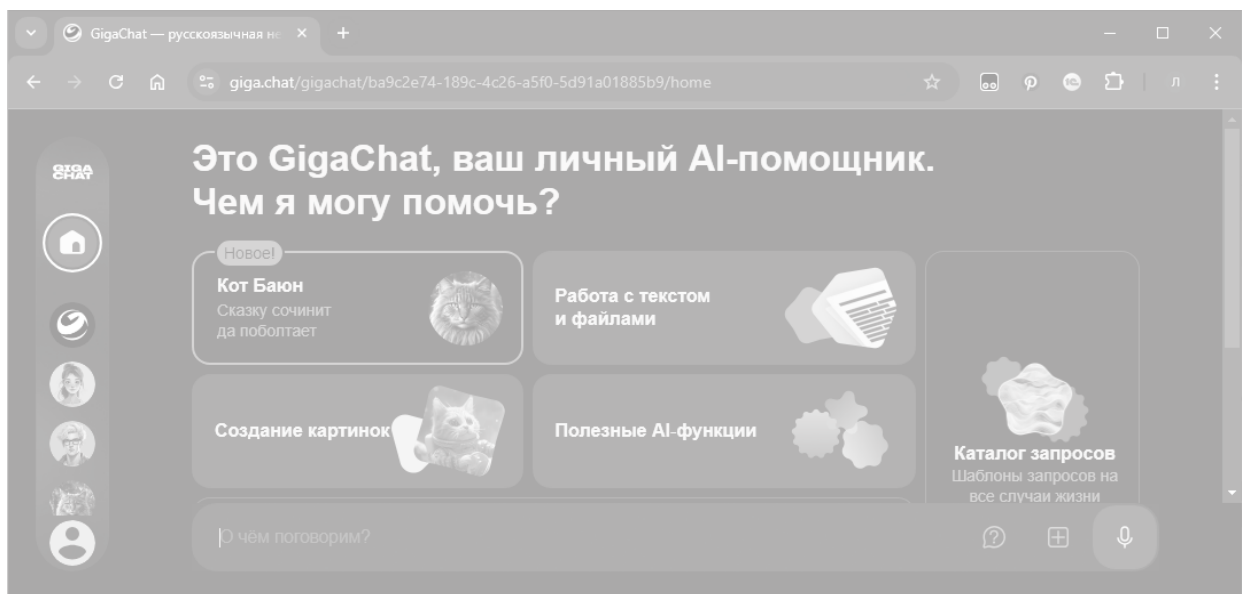 GigaChat — русскоязычная не
giga.chat/gigachat/ba9c2e74-189c-4c26-a5f0-5d91a01885b9/home
Л
GIGA
CHAT
Это GigaChat, ваш личный AI-помощник.
Чем я могу помочь?
Новое!
Кот Баюн
Сказку сочинит
да поболтает
Работа с текстом
и файлами
Создание картинок
Полезные AI-функции
Каталог запросов
Шаблоны запросов на
все случаи жизни
О чём поговорим?